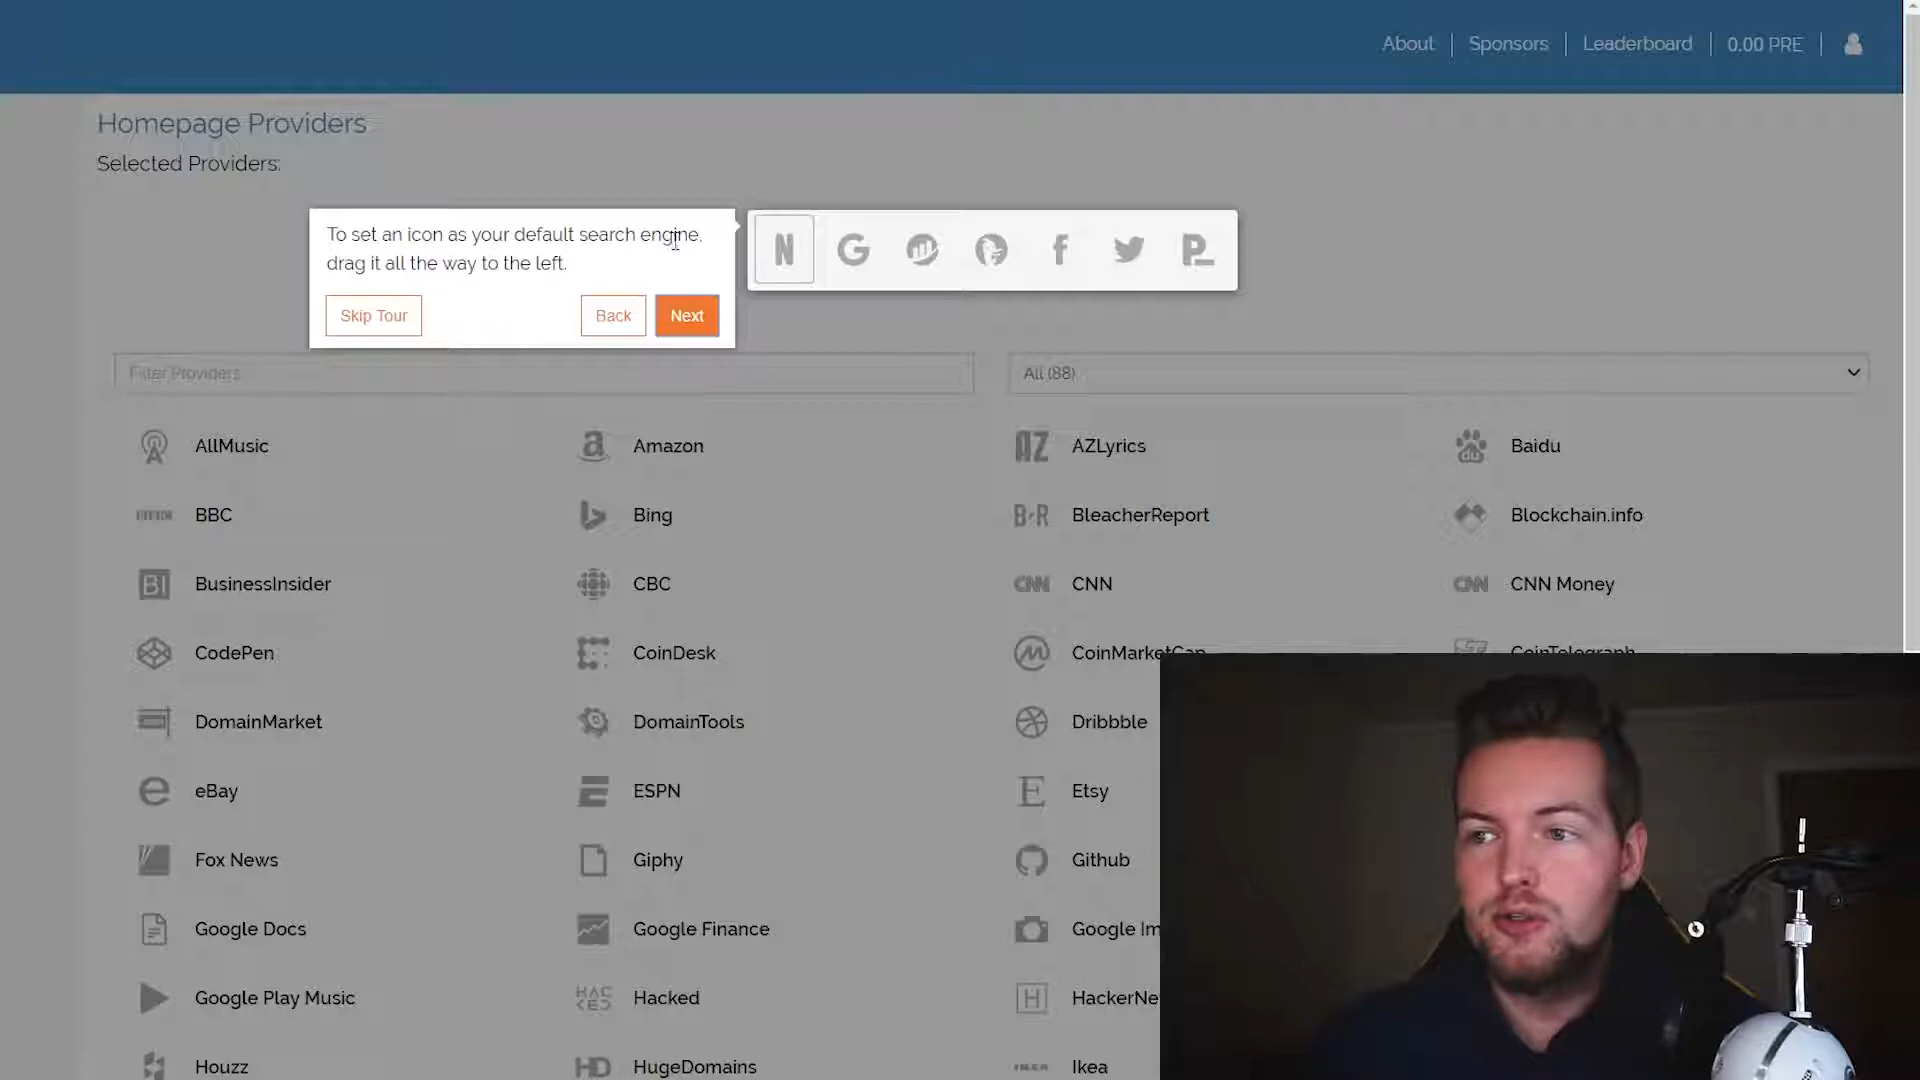 About
Sponsors
Leaderboard
0.00 PRE
Homepage Providers
Selected Providers:
To set an icon as your default search engine,
drag it all the way to the left.
Skip Tour
Back
Next
Filter Providers
All (88)
AllMusic
Amazon
AZLyrics
Baidu
BBC
Bing
BleacherReport
Blockchain.info
BusinessInsider
CBC
CNN
CNN Money
CodePen
CoinDesk
CoinMarketCap
CoinTelegraph
DomainMarket
DomainTools
Dribbble
eBay
ESPN
Etsy
Fox News
Giphy
Github
Google Docs
Google Finance
Google Im
Google Play Music
Hacked
HackerNe
Houzz
HugeDomains
Ikea